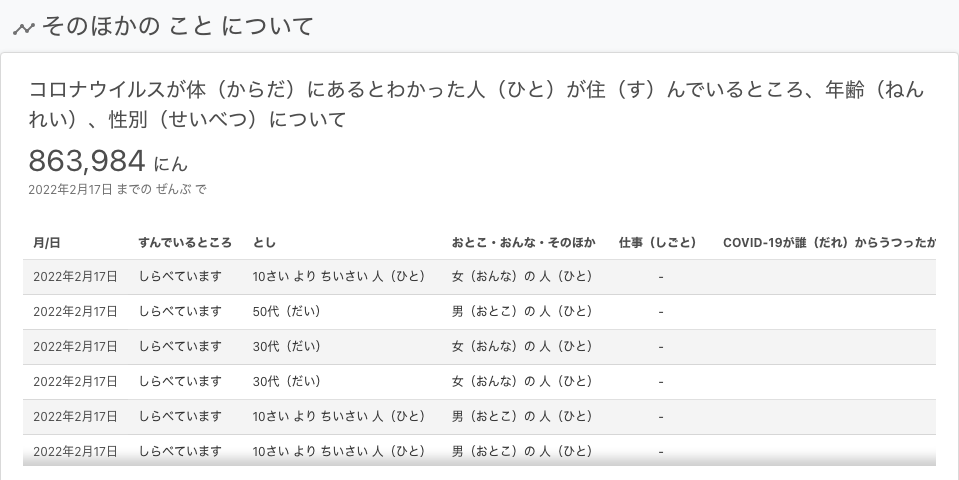 そのほかの こと について
コロナウイルスが体（からだ）にあるとわかった人（ひと）が住（す）んでいるところ、年齢（ねん
れい）、性別（せいべつ）について
863,984 にん
2022年2月17日 までの ぜんぶ で
月/日 すんでいるところ とし おとこ・おんな・そのほか 仕事（しごと） COVID-19が誰（だれ）からうつったか
2022年2月17日 しらべています 10さい より ちいさい 人（ひと） 女（おんな）の 人（ひと） -
2022年2月17日 しらべています 50代（だい） 男（おとこ）の 人（ひと） -
2022年2月17日 しらべています 30代（だい） 女（おんな）の 人（ひと） -
2022年2月17日 しらべています 30代（だい） 女（おんな）の 人（ひと） -
2022年2月17日 しらべています 10さい より ちいさい 人（ひと） 男（おとこ）の 人（ひと） -
2022年2月17日 しらべています 10さい より ちいさい 人（ひと） 男（おとこ）の 人（ひと） -